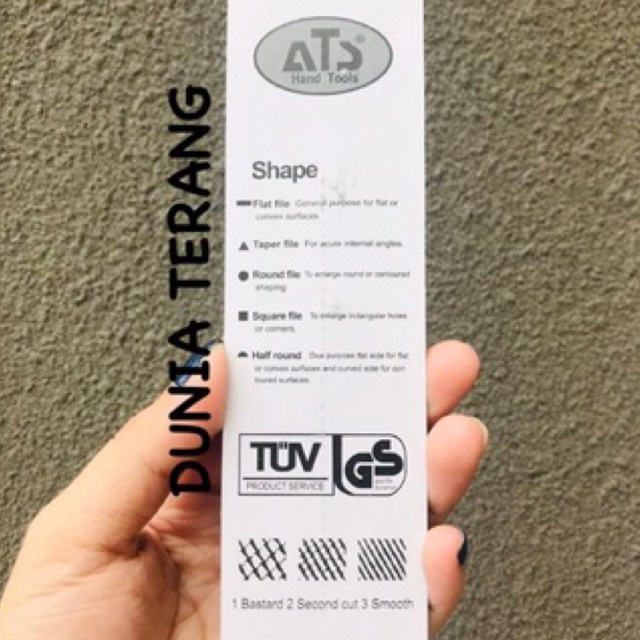 ATS®
Hand Tools
DUNIA TERANG
Shape
Flat file General purpose for flat or
convex surfaces
Taper file For acute internal angles.
Round file To enlarge round or contoured
shaping
Square file To enlarge rectangular holes
or corners.
Half round Dual purpose flat side for flat
or convex surfaces and curved side for con
toured surfaces
TÜV
PRODUCT SERVICE
GS
1 Bastard 2 Second cut 3 Smooth